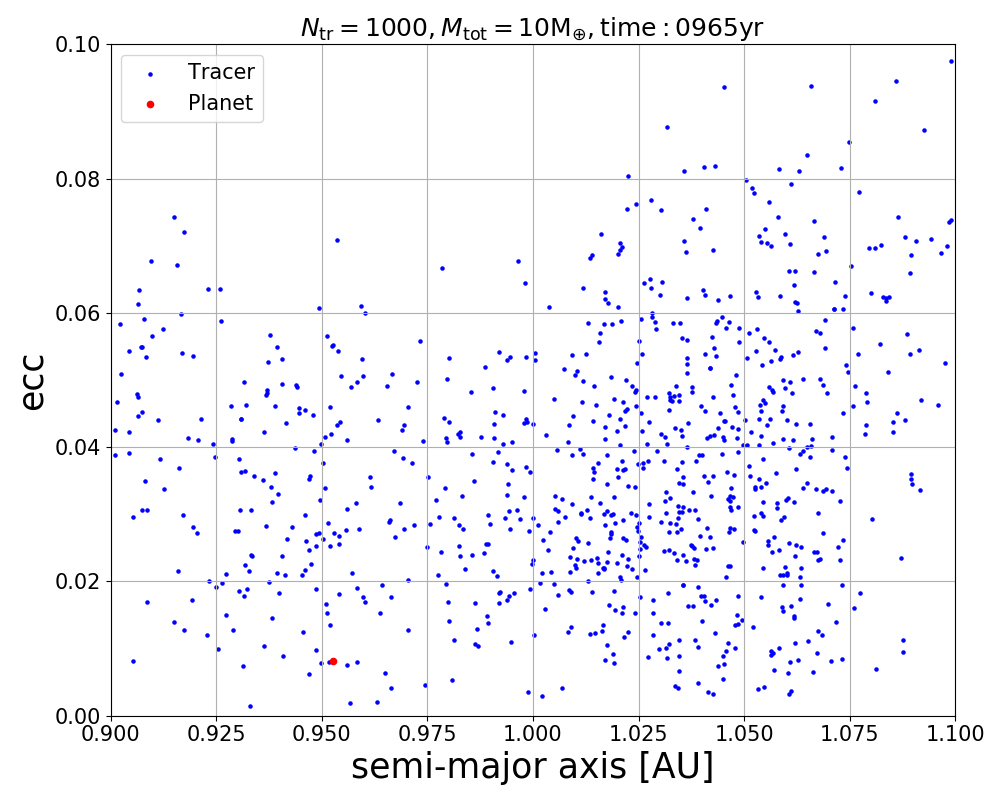 N_tr = 1000, M_tot = 10M_⊕, time : 0965yr
Tracer
Planet
ecc
0.10
0.08
0.06
0.04
0.02
0.00
0.900 0.925 0.950 0.975 1.000 1.025 1.050 1.075 1.100
semi-major axis [AU]